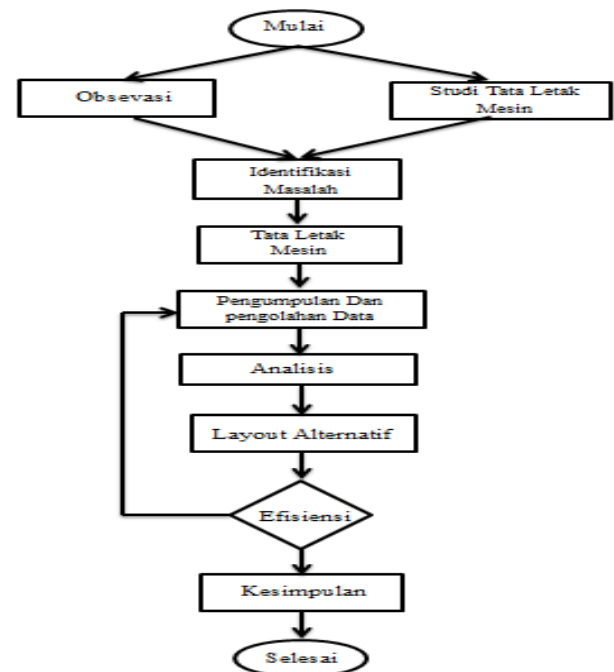 Mulai
Obsevasi
Studi Tata Letak
Mesin
Identifikasi
Masalah
Tata Letak
Mesin
Pengumpulan Dan
pengolahan Data
Analisis
Layout Alternatif
Efisiensi
Kesimpulan
Selesai